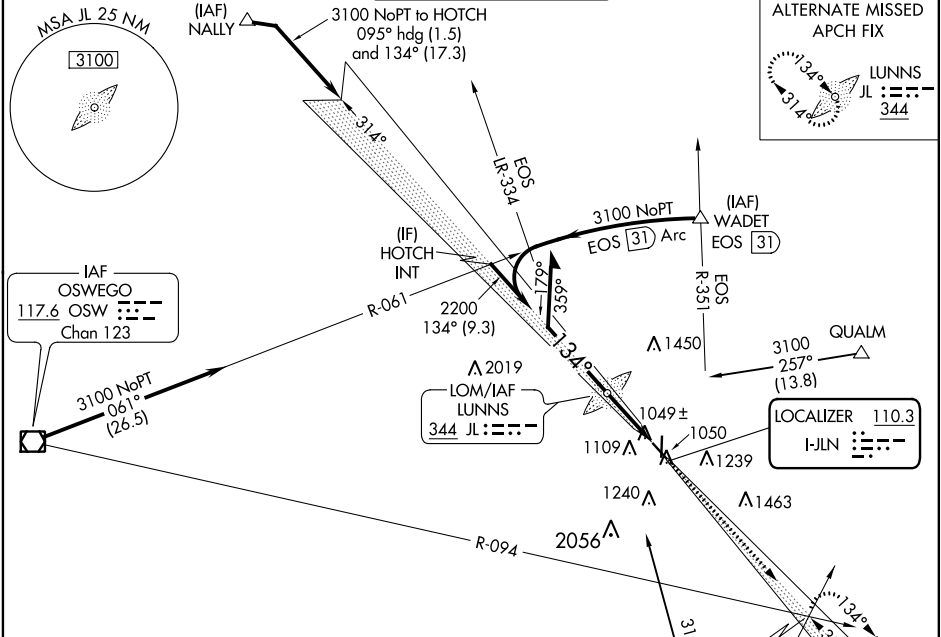 MSA JL 25 NM
3100
(IAF)
NALLY
3100 NoPT to HOTCH
095° hdg (1.5)
and 134° (17.3)
ALTERNATE MISSED
APCH FIX
134°
314°
LUNNS
JL
344
314°
EOS
LR-334
3100 NoPT
EOS 31 Arc
(IAF)
WADET
EOS 31
EOS
R-351
(IF)
HOTCH
INT
R-061
2200
134° (9.3)
179°
359°
134°
IAF
OSWEGO
117.6 OSW
Chan 123
3100 NoPT
061°
(26.5)
2019
LOM/IAF
LUNNS
344 JL
1450
QUALM
3100
257°
(13.8)
1049±
1050
1109
1239
LOCALIZER 110.3
I-JLN
1240
1463
2056
R-094
31
134°